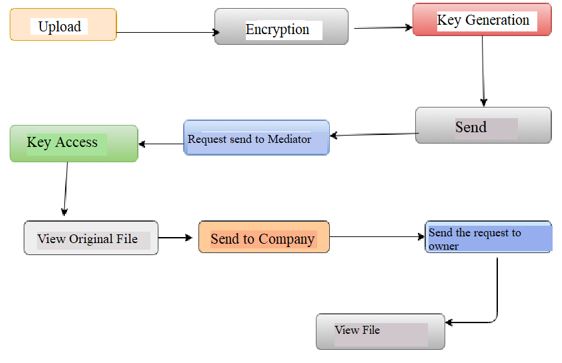 Upload
Encryption
Key Generation
Send
Request send to Mediator
Key Access
View Original File
Send to Company
Send the request to
owner
View File